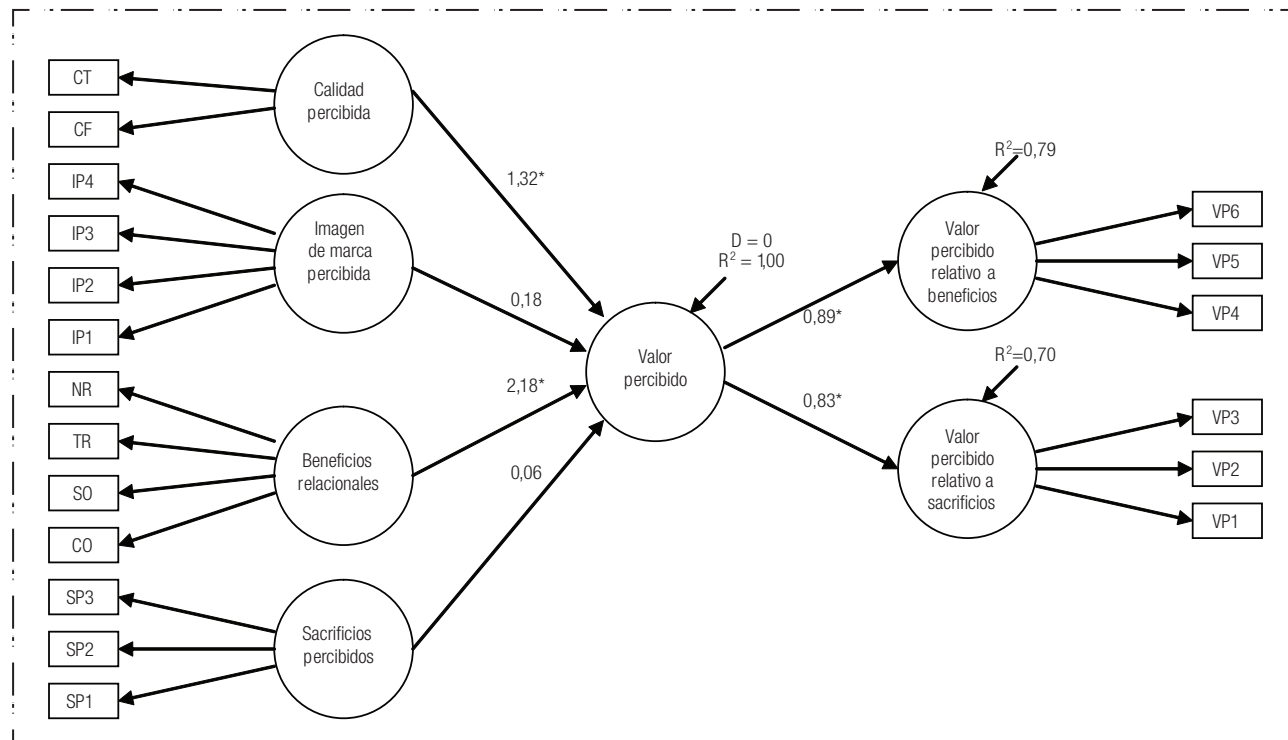 CT
CF
IP4
IP3
IP2
IP1
NR
TR
SO
CO
SP3
SP2
SP1
Calidad
percibida
Imagen
de marca
percibida
Beneficios
relacionales
Sacrificios
percibidos
1,32*
0,18
2,18*
0,06
D = 0
R² = 1,00
Valor
percibido
0,89*
0,83*
R²=0,79
Valor
percibido
relativo a
beneficios
R²=0,70
Valor
percibido
relativo a
sacrificios
VP6
VP5
VP4
VP3
VP2
VP1